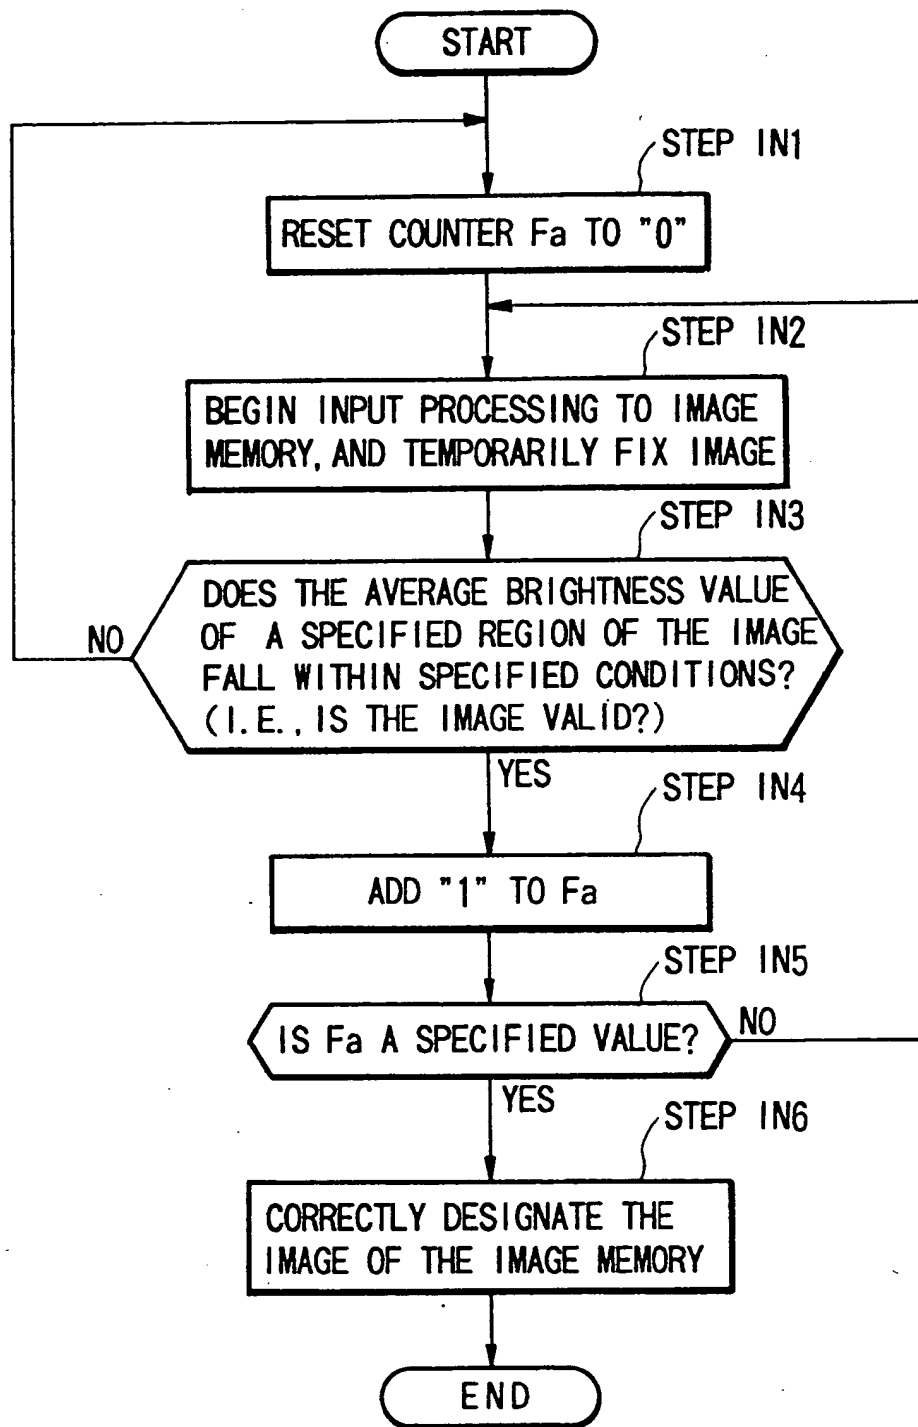 START
STEP IN1
RESET COUNTER Fa TO "0"
STEP IN2
BEGIN INPUT PROCESSING TO IMAGE
MEMORY, AND TEMPORARILY FIX IMAGE
STEP IN3
DOES THE AVERAGE BRIGHTNESS VALUE
OF A SPECIFIED REGION OF THE IMAGE
FALL WITHIN SPECIFIED CONDITIONS?
(I.E., IS THE IMAGE VALID?)
NO
YES
STEP IN4
ADD "1" TO Fa
STEP IN5
IS Fa A SPECIFIED VALUE?
NO
YES
STEP IN6
CORRECTLY DESIGNATE THE
IMAGE OF THE IMAGE MEMORY
END